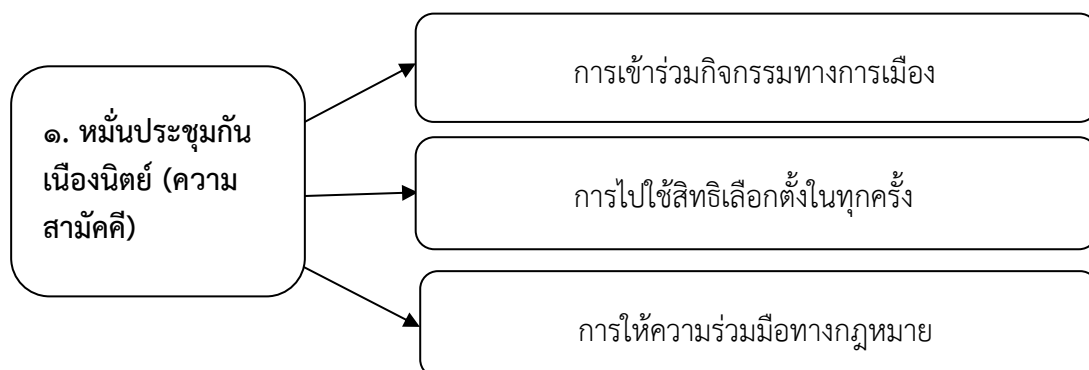 ๑. หมั่นประชุมกัน
เนืองนิตย์ (ความ
สามัคคี)
การเข้าร่วมกิจกรรมทางการเมือง
การไปใช้สิทธิเลือกตั้งในทุกครั้ง
การให้ความร่วมมือทางกฎหมาย